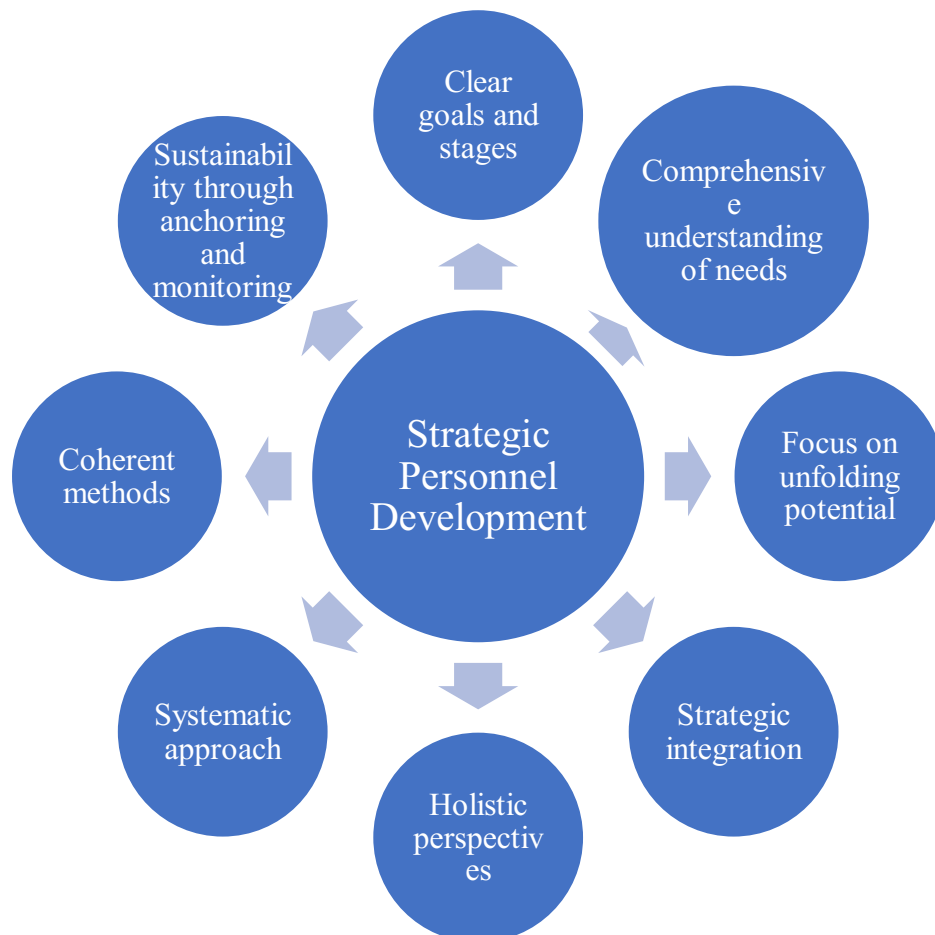 Clear
goals and
stages
Comprehensiv
e
understanding
of needs
Focus on
unfolding
potential
Strategic
integration
Holistic
perspectiv
es
Systematic
approach
Coherent
methods
Sustainabil
ity through
anchoring
and
monitoring
Strategic
Personnel
Development